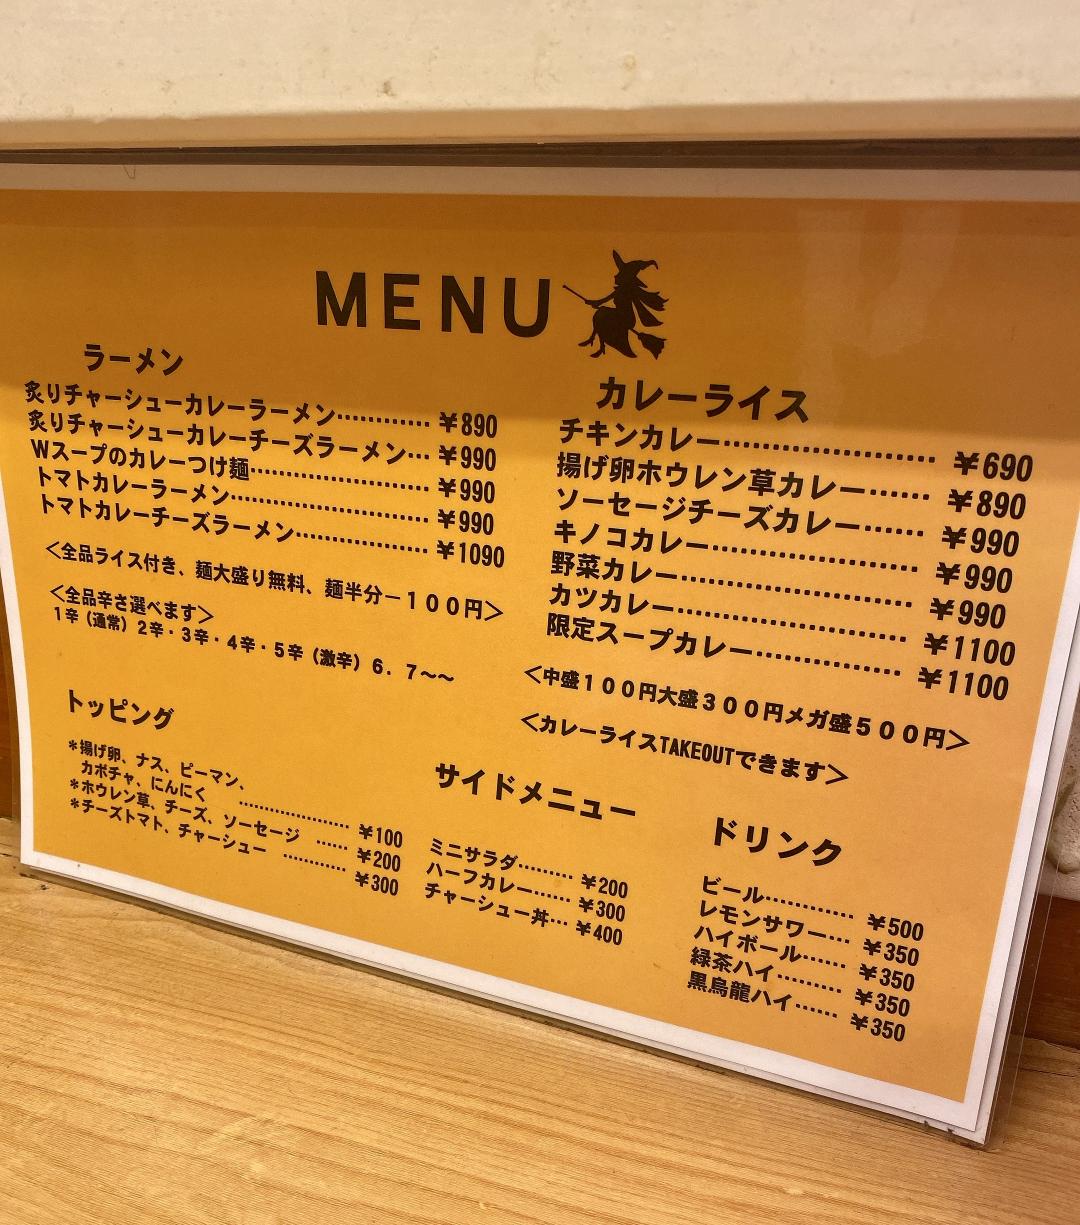 MENU
ラーメン
炙りチャーシューカレーラーメン…………¥890
炙りチャーシューカレーチーズラーメン…¥990
Wスープのカレーつけ麺……………………¥990
トマトカレーラーメン………………………¥990
トマトカレーチーズラーメン………………¥1090
<全品ライス付き、麺大盛り無料、麺半分－１００円>
<全品辛さ選べます>
１辛（通常）２辛・３辛・４辛・５辛（激辛）６．７～～
カレーライス
チキンカレー…………………………¥690
揚げ卵ホウレン草カレー……¥890
ソーセージチーズカレー……¥990
キノコカレー…………………………¥990
野菜カレー……………………………¥990
カツカレー……………………………¥1100
限定スープカレー…………………¥1100
<中盛１００円大盛３００円メガ盛５００円>
<カレーライスTAKEOUTできます>
トッピング
＊揚げ卵、ナス、ピーマン、
カボチャ、にんにく ……………¥100
＊ホウレン草、チーズ、ソーセージ ……¥200
＊チーズトマト、チャーシュー …………¥300
サイドメニュー
ミニサラダ………¥200
ハーフカレー……¥300
チャーシュー丼…¥400
ドリンク
ビール…………¥500
レモンサワー…¥350
ハイボール……¥350
緑茶ハイ………¥350
黒烏龍ハイ……¥350